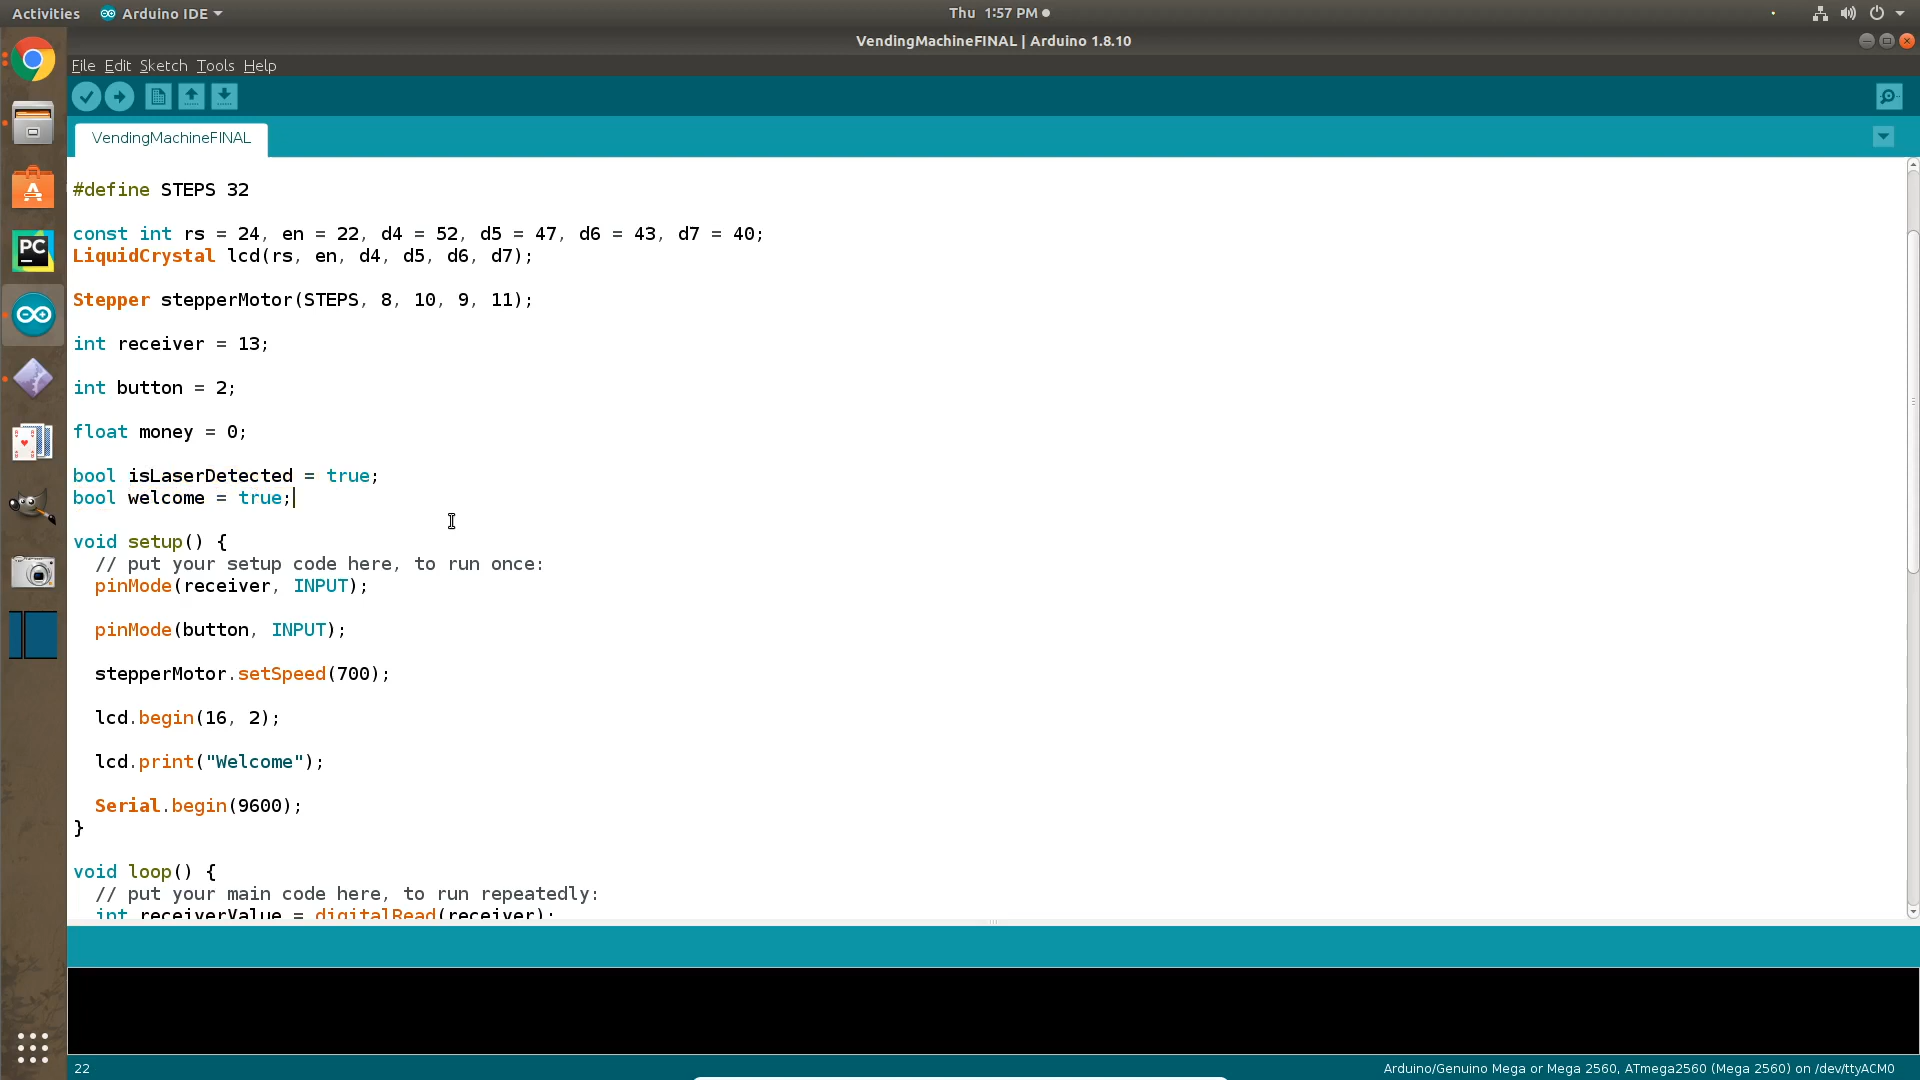 Activities
Arduino IDE
Thu 1:57 PM
VendingMachineFINAL | Arduino 1.8.10
File Edit Sketch Tools Help
VendingMachineFINAL
#define STEPS 32
const int rs = 24, en = 22, d4 = 52, d5 = 47, d6 = 43, d7 = 40;
LiquidCrystal lcd(rs, en, d4, d5, d6, d7);
Stepper stepperMotor(STEPS, 8, 10, 9, 11);
int receiver = 13;
int button = 2;
float money = 0;
bool isLaserDetected = true;
bool welcome = true;
void setup() {
// put your setup code here, to run once:
pinMode(receiver, INPUT);
pinMode(button, INPUT);
stepperMotor.setSpeed(700);
lcd.begin(16, 2);
lcd.print("Welcome");
Serial.begin(9600);
}
void loop() {
// put your main code here, to run repeatedly:
int receiverValue = digitalRead(receiver);
22
Arduino/Genuino Mega or Mega 2560, ATmega2560 (Mega 2560) on /dev/ttyACM0
PC
A